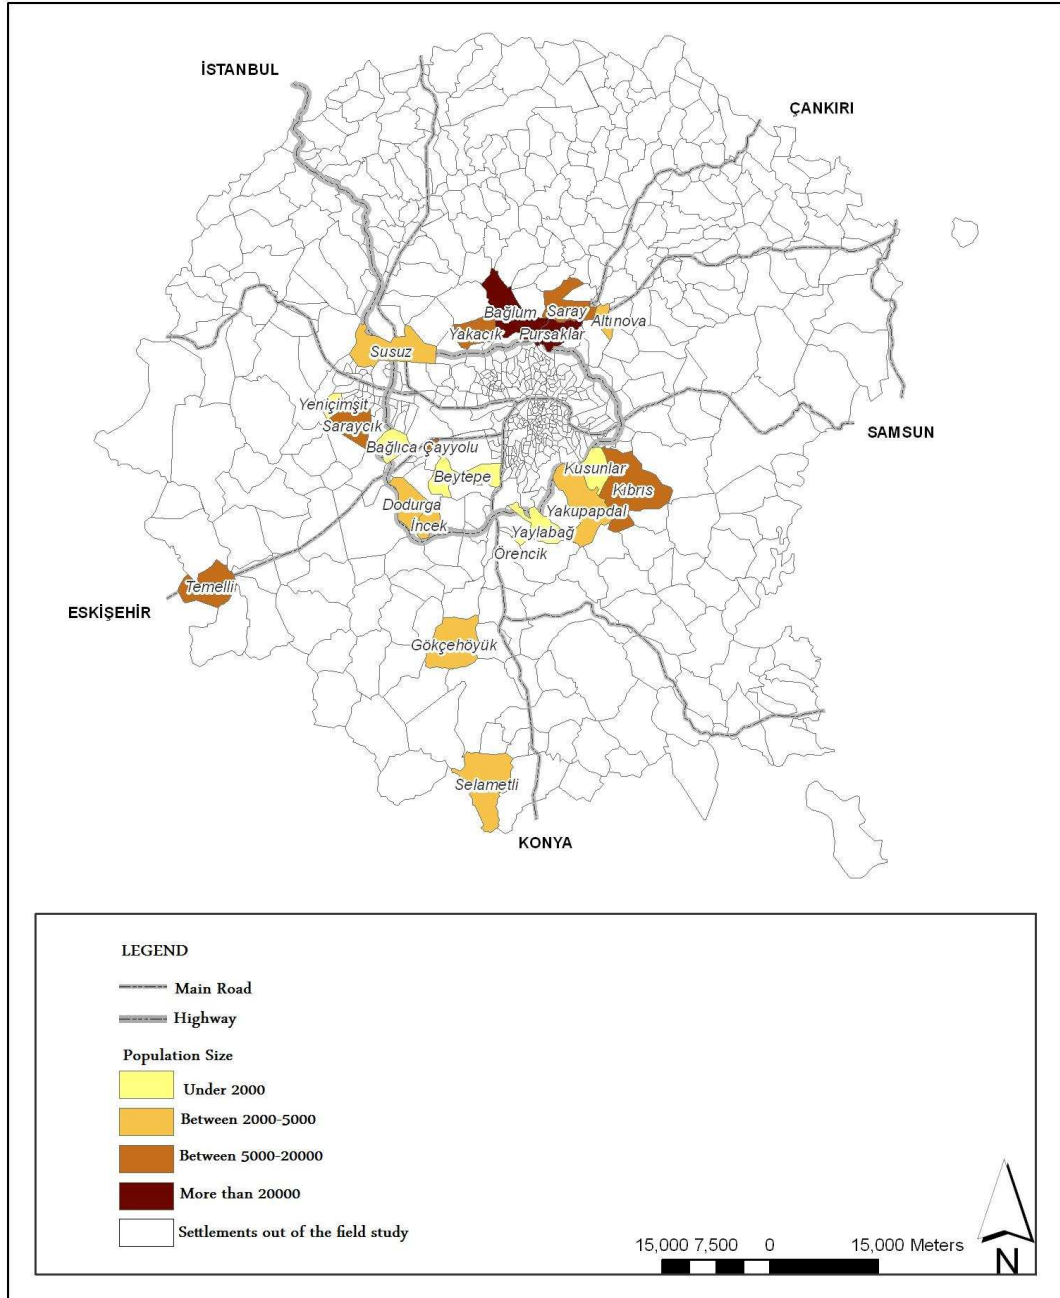 İSTANBUL
ÇANKIRI
Bağlum
Saray
Altınova
Yakacık
Pursaklar
Susuz
Yeniçimşit
Saraycık
SAMSUN
Bağlıca
Çayyolu
Kusunlar
Beytepe
Kıbrıs
Dodurga
Yakupapdal
İncek
Yaylabağ
Örencik
Temelli
ESKİŞEHİR
Gökçehöyük
Selametli
KONYA
LEGEND
Main Road
Highway
Population Size
Under 2000
Between 2000-5000
Between 5000-20000
More than 20000
Settlements out of the field study
15,000 7,500 0 15,000 Meters
N